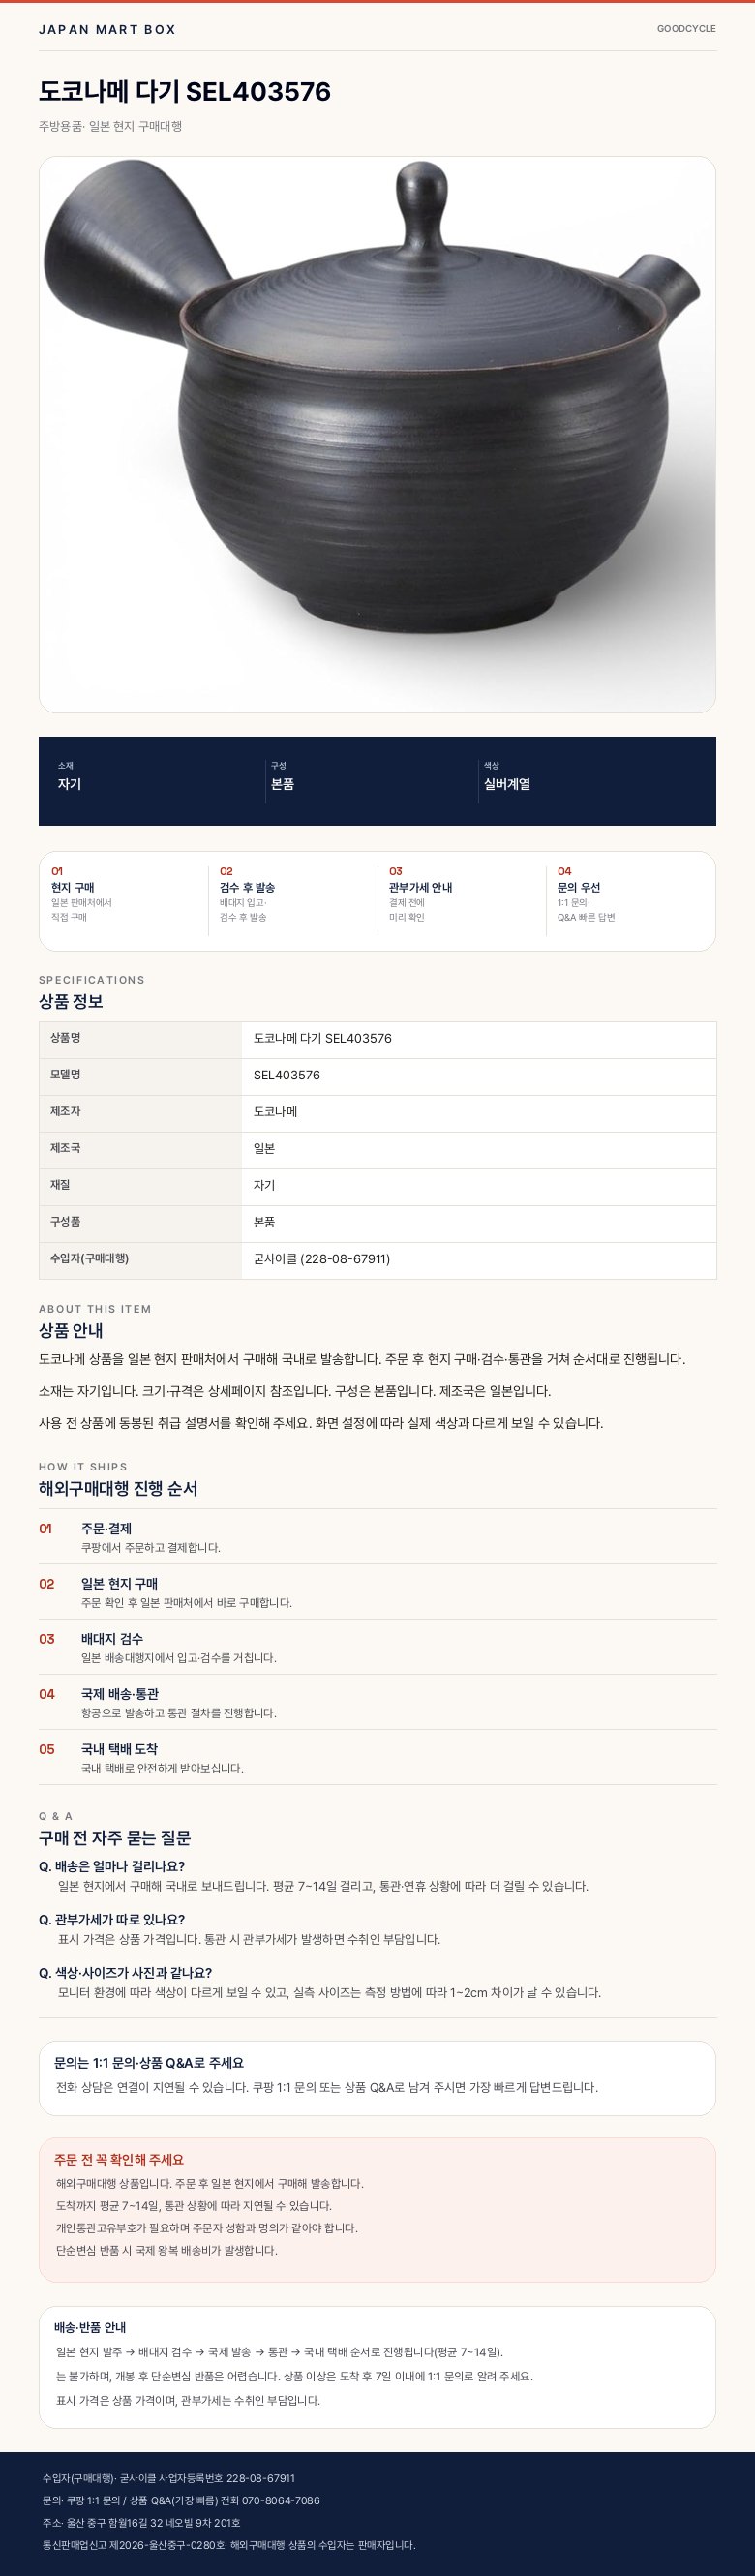 JAPAN MART BOX
GOODCYCLE
도코나메 다기 SEL403576
주방용품· 일본 현지 구매대행
소재
자기
구성
본품
색상
실버계열
01
현지 구매
일본 판매처에서
직접 구매
02
검수 후 발송
배대지 입고·
검수 후 발송
03
관부가세 안내
결제 전에
미리 확인
04
문의 우선
1:1 문의·
Q&A 빠른 답변
SPECIFICATIONS
상품 정보
상품명 도코나메 다기 SEL403576
모델명 SEL403576
제조자 도코나메
제조국 일본
재질 자기
구성품 본품
수입자(구매대행) 굳사이클 (228-08-67911)
ABOUT THIS ITEM
상품 안내
도코나메 상품을 일본 현지 판매처에서 구매해 국내로 발송합니다. 주문 후 현지 구매·검수·통관을 거쳐 순서대로 진행됩니다.
소재는 자기입니다. 크기·규격은 상세페이지 참조입니다. 구성은 본품입니다. 제조국은 일본입니다.
사용 전 상품에 동봉된 취급 설명서를 확인해 주세요. 화면 설정에 따라 실제 색상과 다르게 보일 수 있습니다.
HOW IT SHIPS
해외구매대행 진행 순서
01 주문·결제
쿠팡에서 주문하고 결제합니다.
02 일본 현지 구매
주문 확인 후 일본 판매처에서 바로 구매합니다.
03 배대지 검수
일본 배송대행지에서 입고·검수를 거칩니다.
04 국제 배송·통관
항공으로 발송하고 통관 절차를 진행합니다.
05 국내 택배 도착
국내 택배로 안전하게 받아보십니다.
Q & A
구매 전 자주 묻는 질문
Q. 배송은 얼마나 걸리나요?
일본 현지에서 구매해 국내로 보내드립니다. 평균 7~14일 걸리고, 통관·연휴 상황에 따라 더 걸릴 수 있습니다.
Q. 관부가세가 따로 있나요?
표시 가격은 상품 가격입니다. 통관 시 관부가세가 발생하면 수취인 부담입니다.
Q. 색상·사이즈가 사진과 같나요?
모니터 환경에 따라 색상이 다르게 보일 수 있고, 실측 사이즈는 측정 방법에 따라 1~2cm 차이가 날 수 있습니다.
문의는 1:1 문의·상품 Q&A로 주세요
전화 상담은 연결이 지연될 수 있습니다. 쿠팡 1:1 문의 또는 상품 Q&A로 남겨 주시면 가장 빠르게 답변드립니다.
주문 전 꼭 확인해 주세요
해외구매대행 상품입니다. 주문 후 일본 현지에서 구매해 발송합니다.
도착까지 평균 7~14일, 통관 상황에 따라 지연될 수 있습니다.
개인통관고유부호가 필요하며 주문자 성함과 명의가 같아야 합니다.
단순변심 반품 시 국제 왕복 배송비가 발생합니다.
배송·반품 안내
일본 현지 발주 → 배대지 검수 → 국제 발송 → 통관 → 국내 택배 순서로 진행됩니다(평균 7~14일).
는 불가하며, 개봉 후 단순변심 반품은 어렵습니다. 상품 이상은 도착 후 7일 이내에 1:1 문의로 알려 주세요.
표시 가격은 상품 가격이며, 관부가세는 수취인 부담입니다.
수입자(구매대행)· 굳사이클 사업자등록번호 228-08-67911
문의· 쿠팡 1:1 문의 / 상품 Q&A(가장 빠름) 전화 070-8064-7086
주소· 울산 중구 함월16길 32 네오빌 9차 201호
통신판매업신고 제2026-울산중구-0280호· 해외구매대행 상품의 수입자는 판매자입니다.